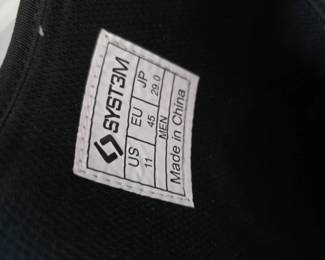 SYST3M
US EU JP
11 45 29.0
MEN
Made in China